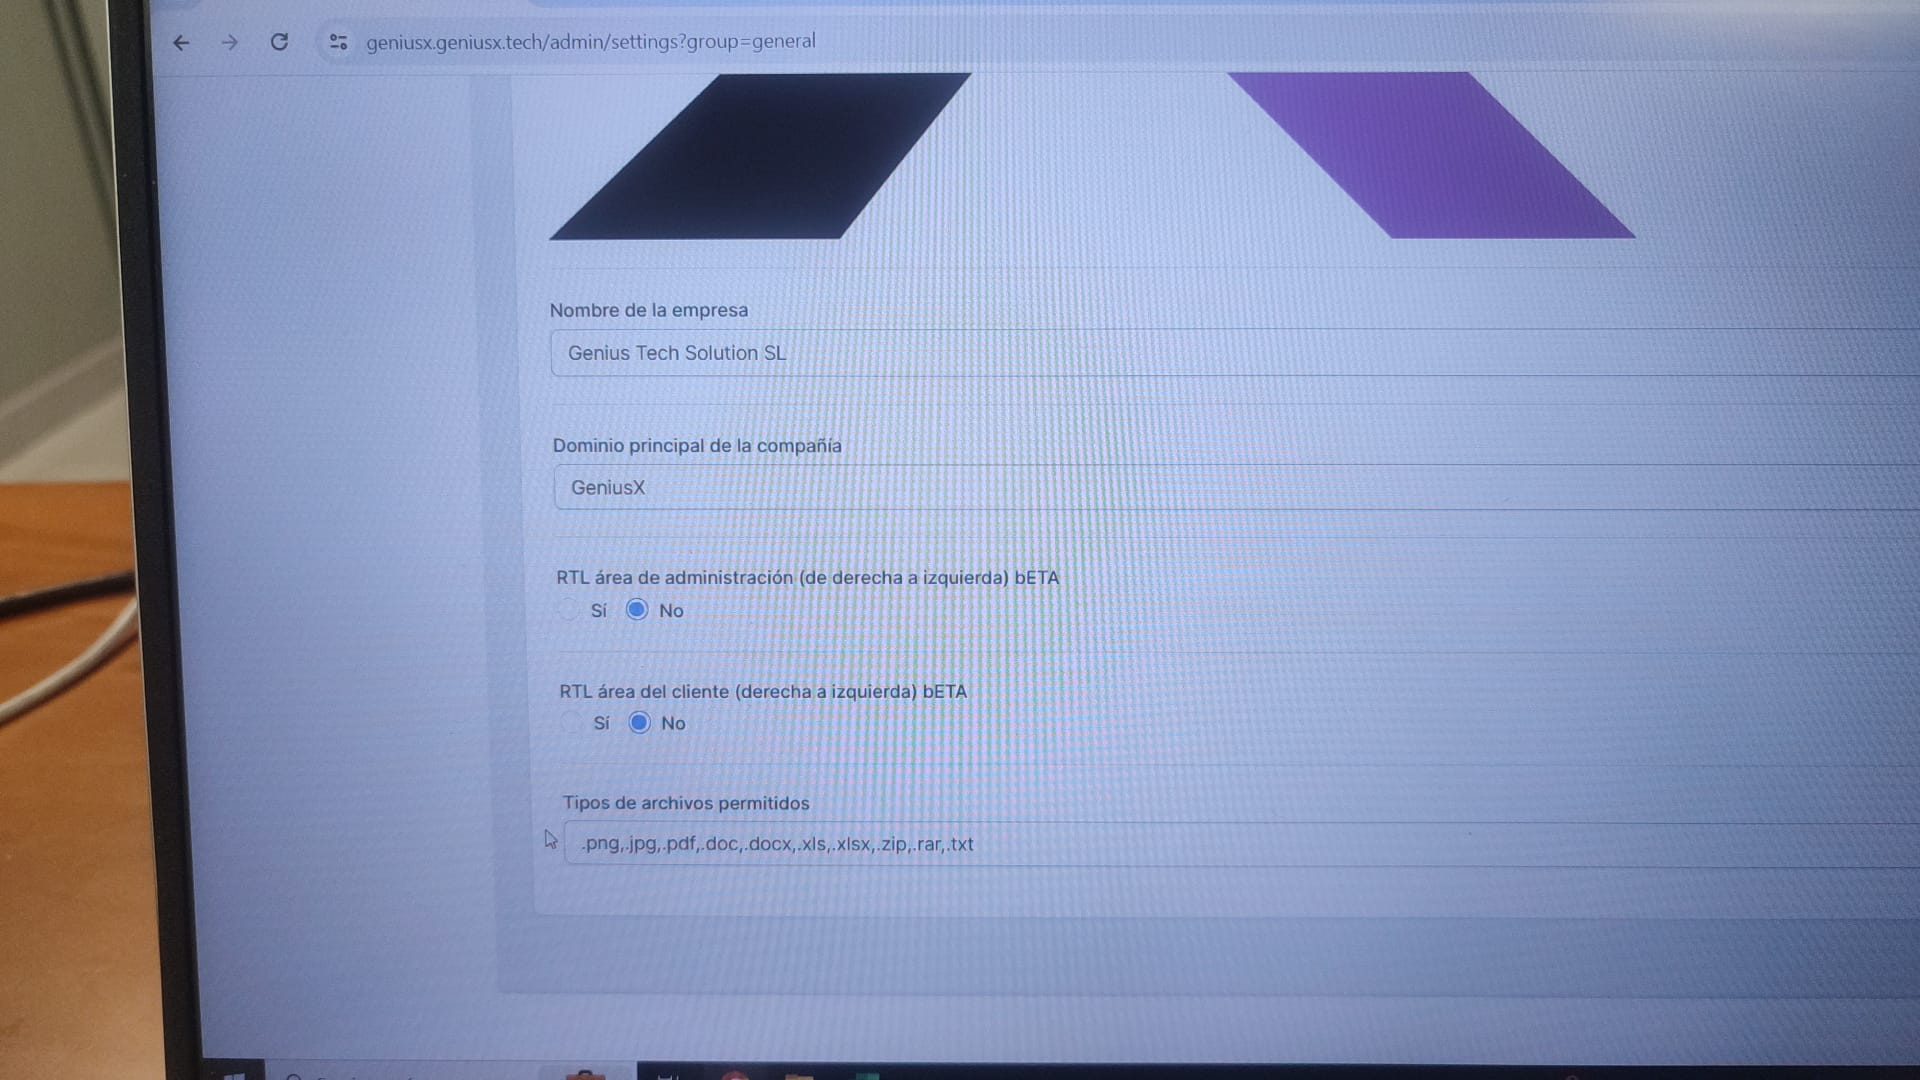 geniusx.geniusx.tech/admin/settings?group=general
Nombre de la empresa
Genius Tech Solution SL
Dominio principal de la compañía
GeniusX
RTL área de administración (de derecha a izquierda) bETA
Sí No
RTL área del cliente (derecha a izquierda) bETA
Sí No
Tipos de archivos permitidos
.png,.jpg,.pdf,.doc,.docx,.xls,.xlsx,.zip,.rar,.txt